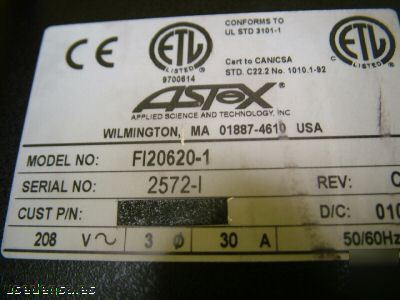 CONFORMS TO
UL STD 3101-1
ETL
LISTED
9700614
Cert to CAN/CSA
STD. C22.2 No. 1010.1-92
C ETL
LISTED
CE
ASTeX
APPLIED SCIENCE AND TECHNOLOGY, INC
WILMINGTON, MA 01887-4610 USA
MODEL NO: FI20620-1
SERIAL NO: 2572-I REV: C
CUST P/N: D/C: 010
208 V~ 3 Ø 30 A 50/60Hz